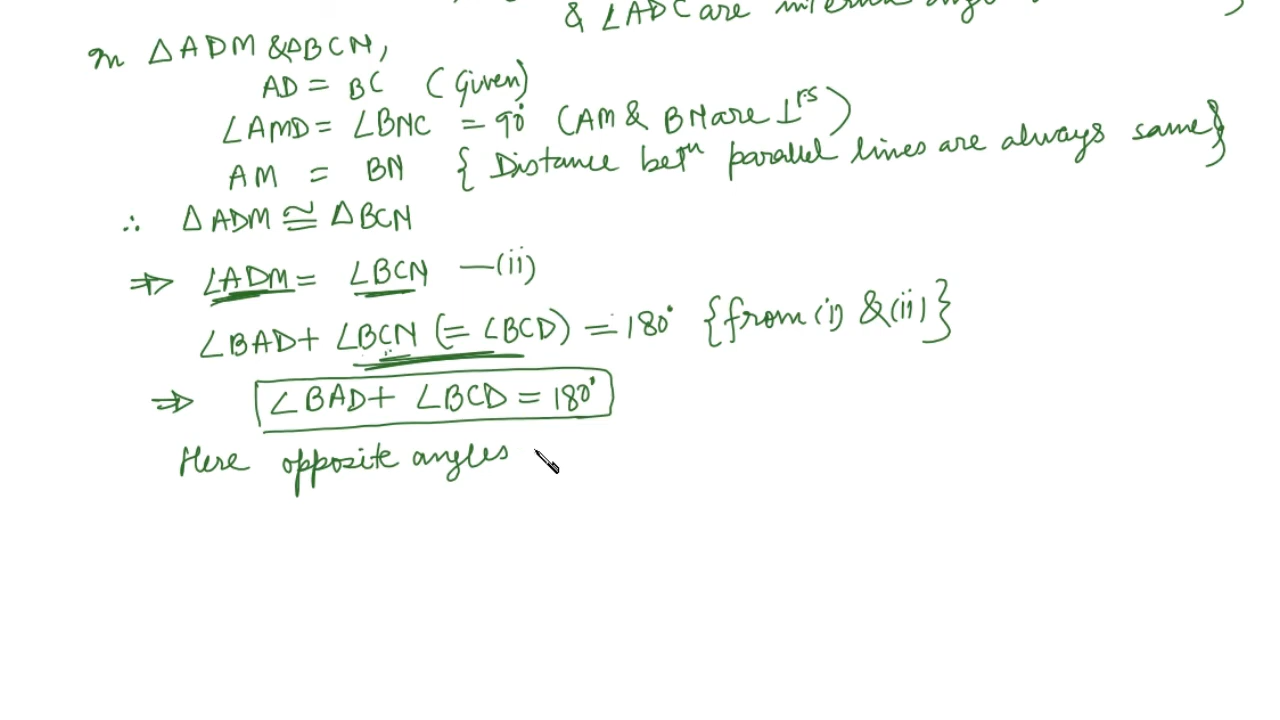 & ∠ADC are
In △ADM & △BCN,
AD = BC (Given)
∠AMD = ∠BNC = 90° (AM & BN are ⊥rs)
AM = BN {Distance betn parallel lines are always same}
∴ △ADM ≅ △BCN
⇒ ∠ADM = ∠BCN —(ii)
∠BAD + ∠BCN (= ∠BCD) = 180° {from (i) & (ii)}
⇒ ∠BAD + ∠BCD = 180°
Here opposite angles